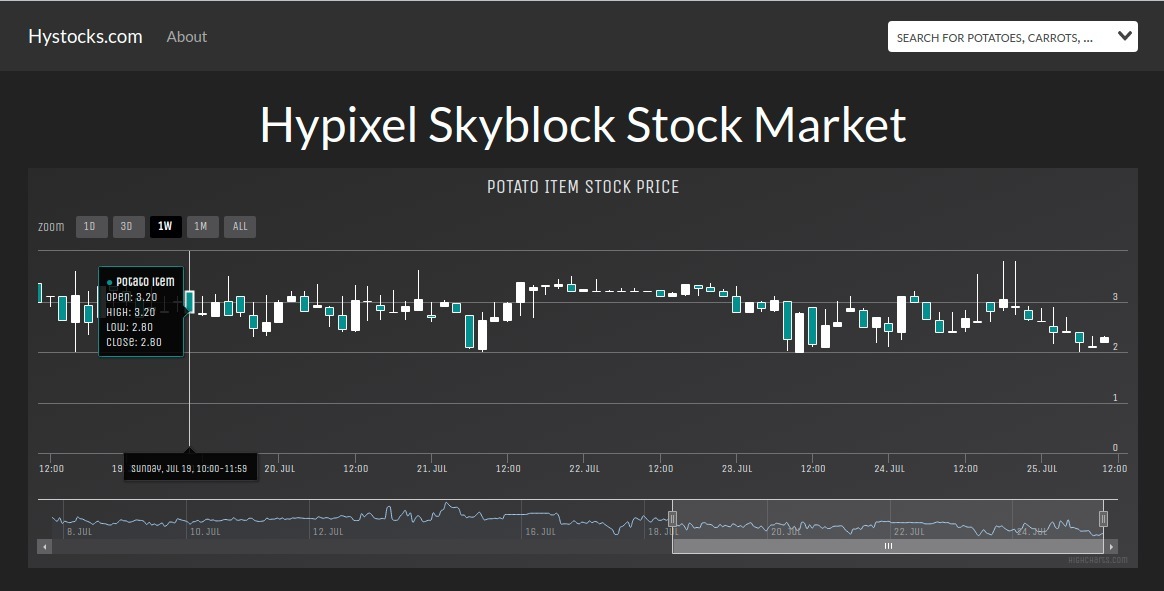 Hystocks.com About
SEARCH FOR POTATOES, CARROTS, ...
Hypixel Skyblock Stock Market
POTATO ITEM STOCK PRICE
Zoom 1D 3D 1W 1M ALL
Potato Item
OPEN: 3.20
HIGH: 3.20
LOW: 2.80
CLOSE: 2.80
3
2
1
0
12:00 19 20. JUL 12:00 21. JUL 12:00 22. JUL 12:00 23. JUL 12:00 24. JUL 12:00 25. JUL 12:00
SUNDAY, JUL 19, 10:00-11:59
8. JUL 10. JUL 12. JUL 16. JUL 18. JUL 20. JUL 22. JUL 24. JUL
HIGHCHARTS.COM